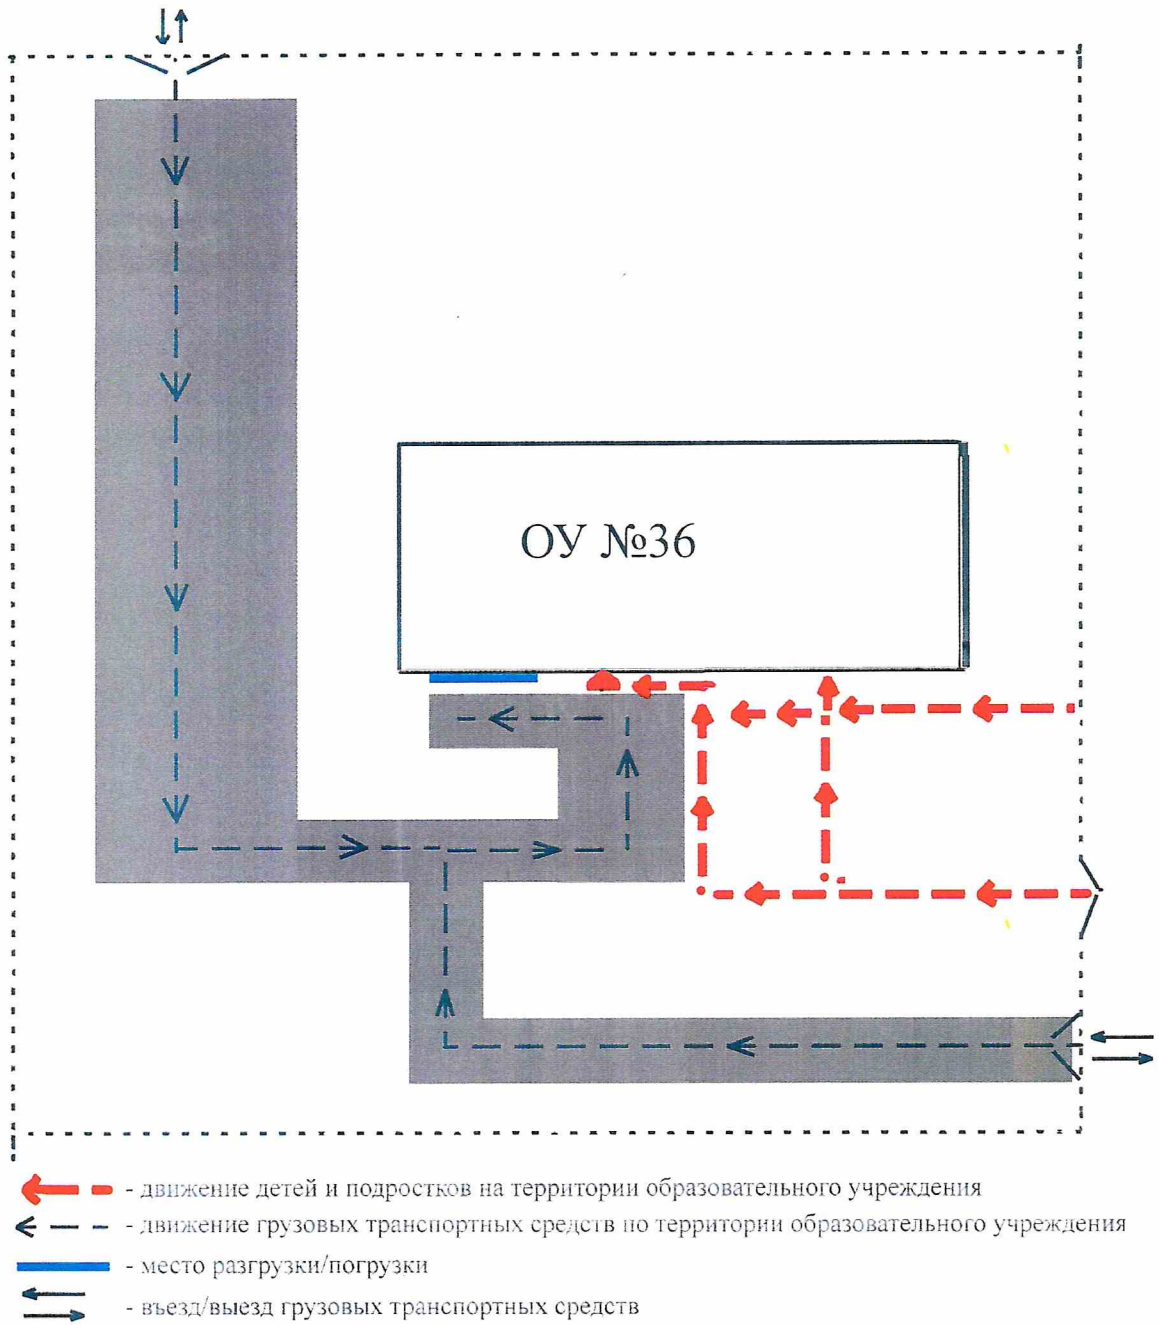 ОУ №36
- движение детей и подростков на территории образовательного учреждения
- движение грузовых транспортных средств по территории образовательного учреждения
- место разгрузки/погрузки
- въезд/выезд грузовых транспортных средств